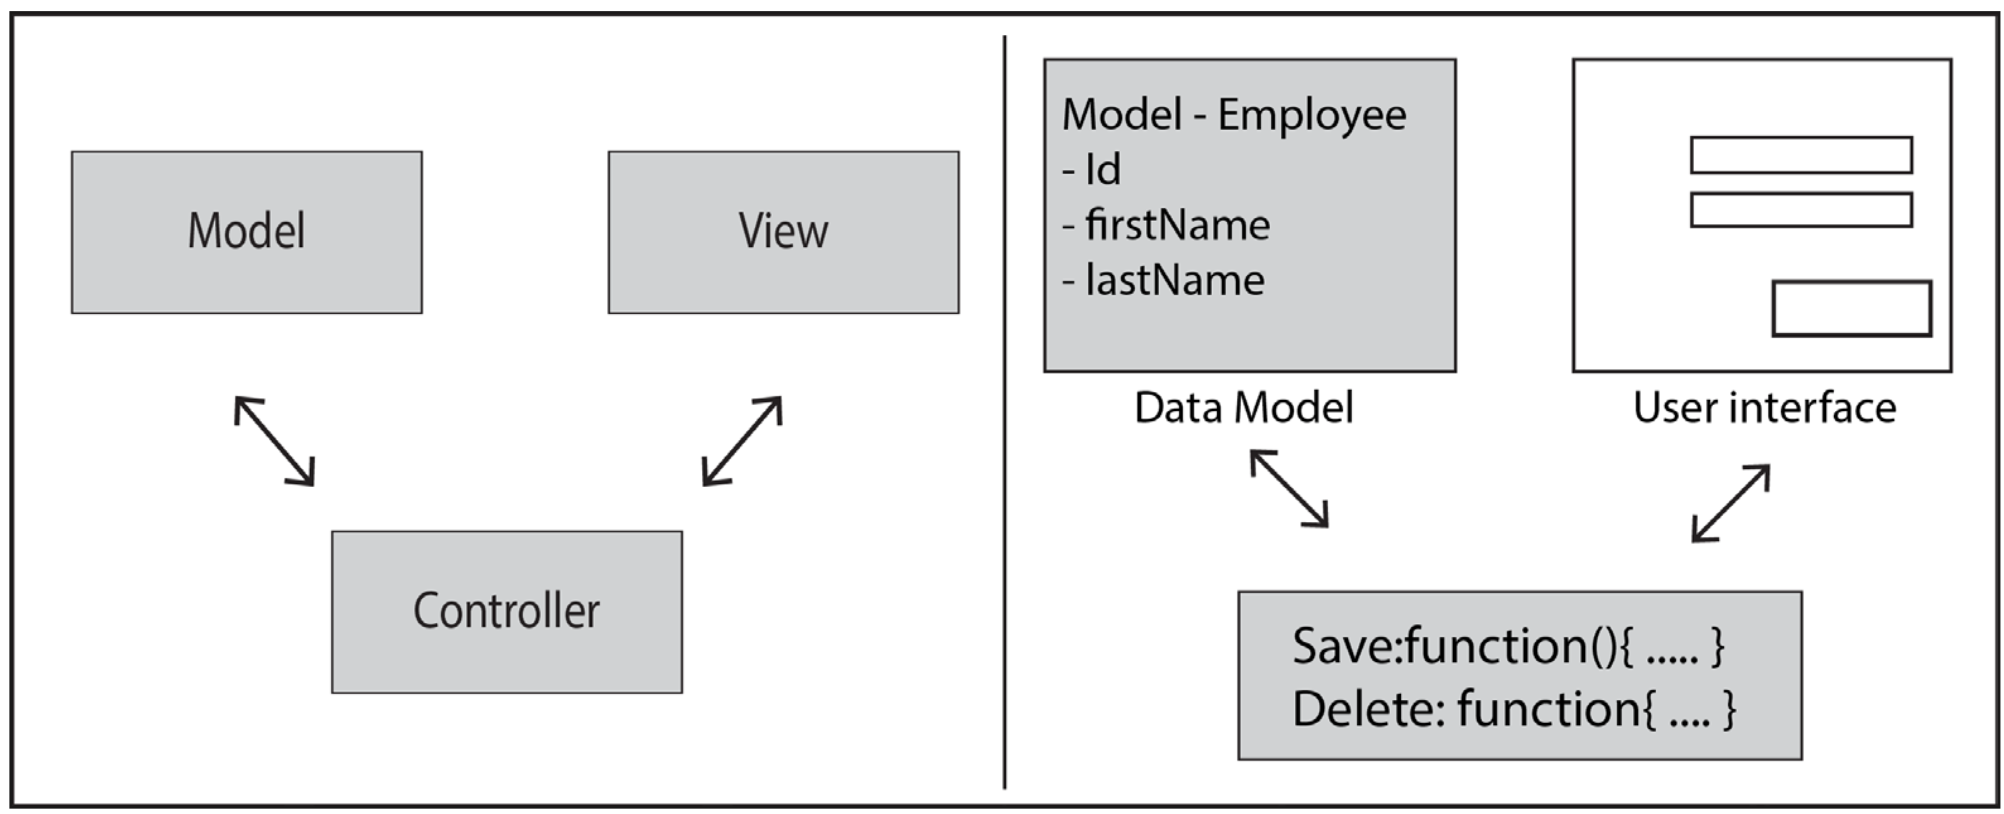 Model
View
Controller
Model - Employee
- Id
- firstName
- lastName
Data Model
User interface
Save:function(){ ..... }
Delete: function{ .... }